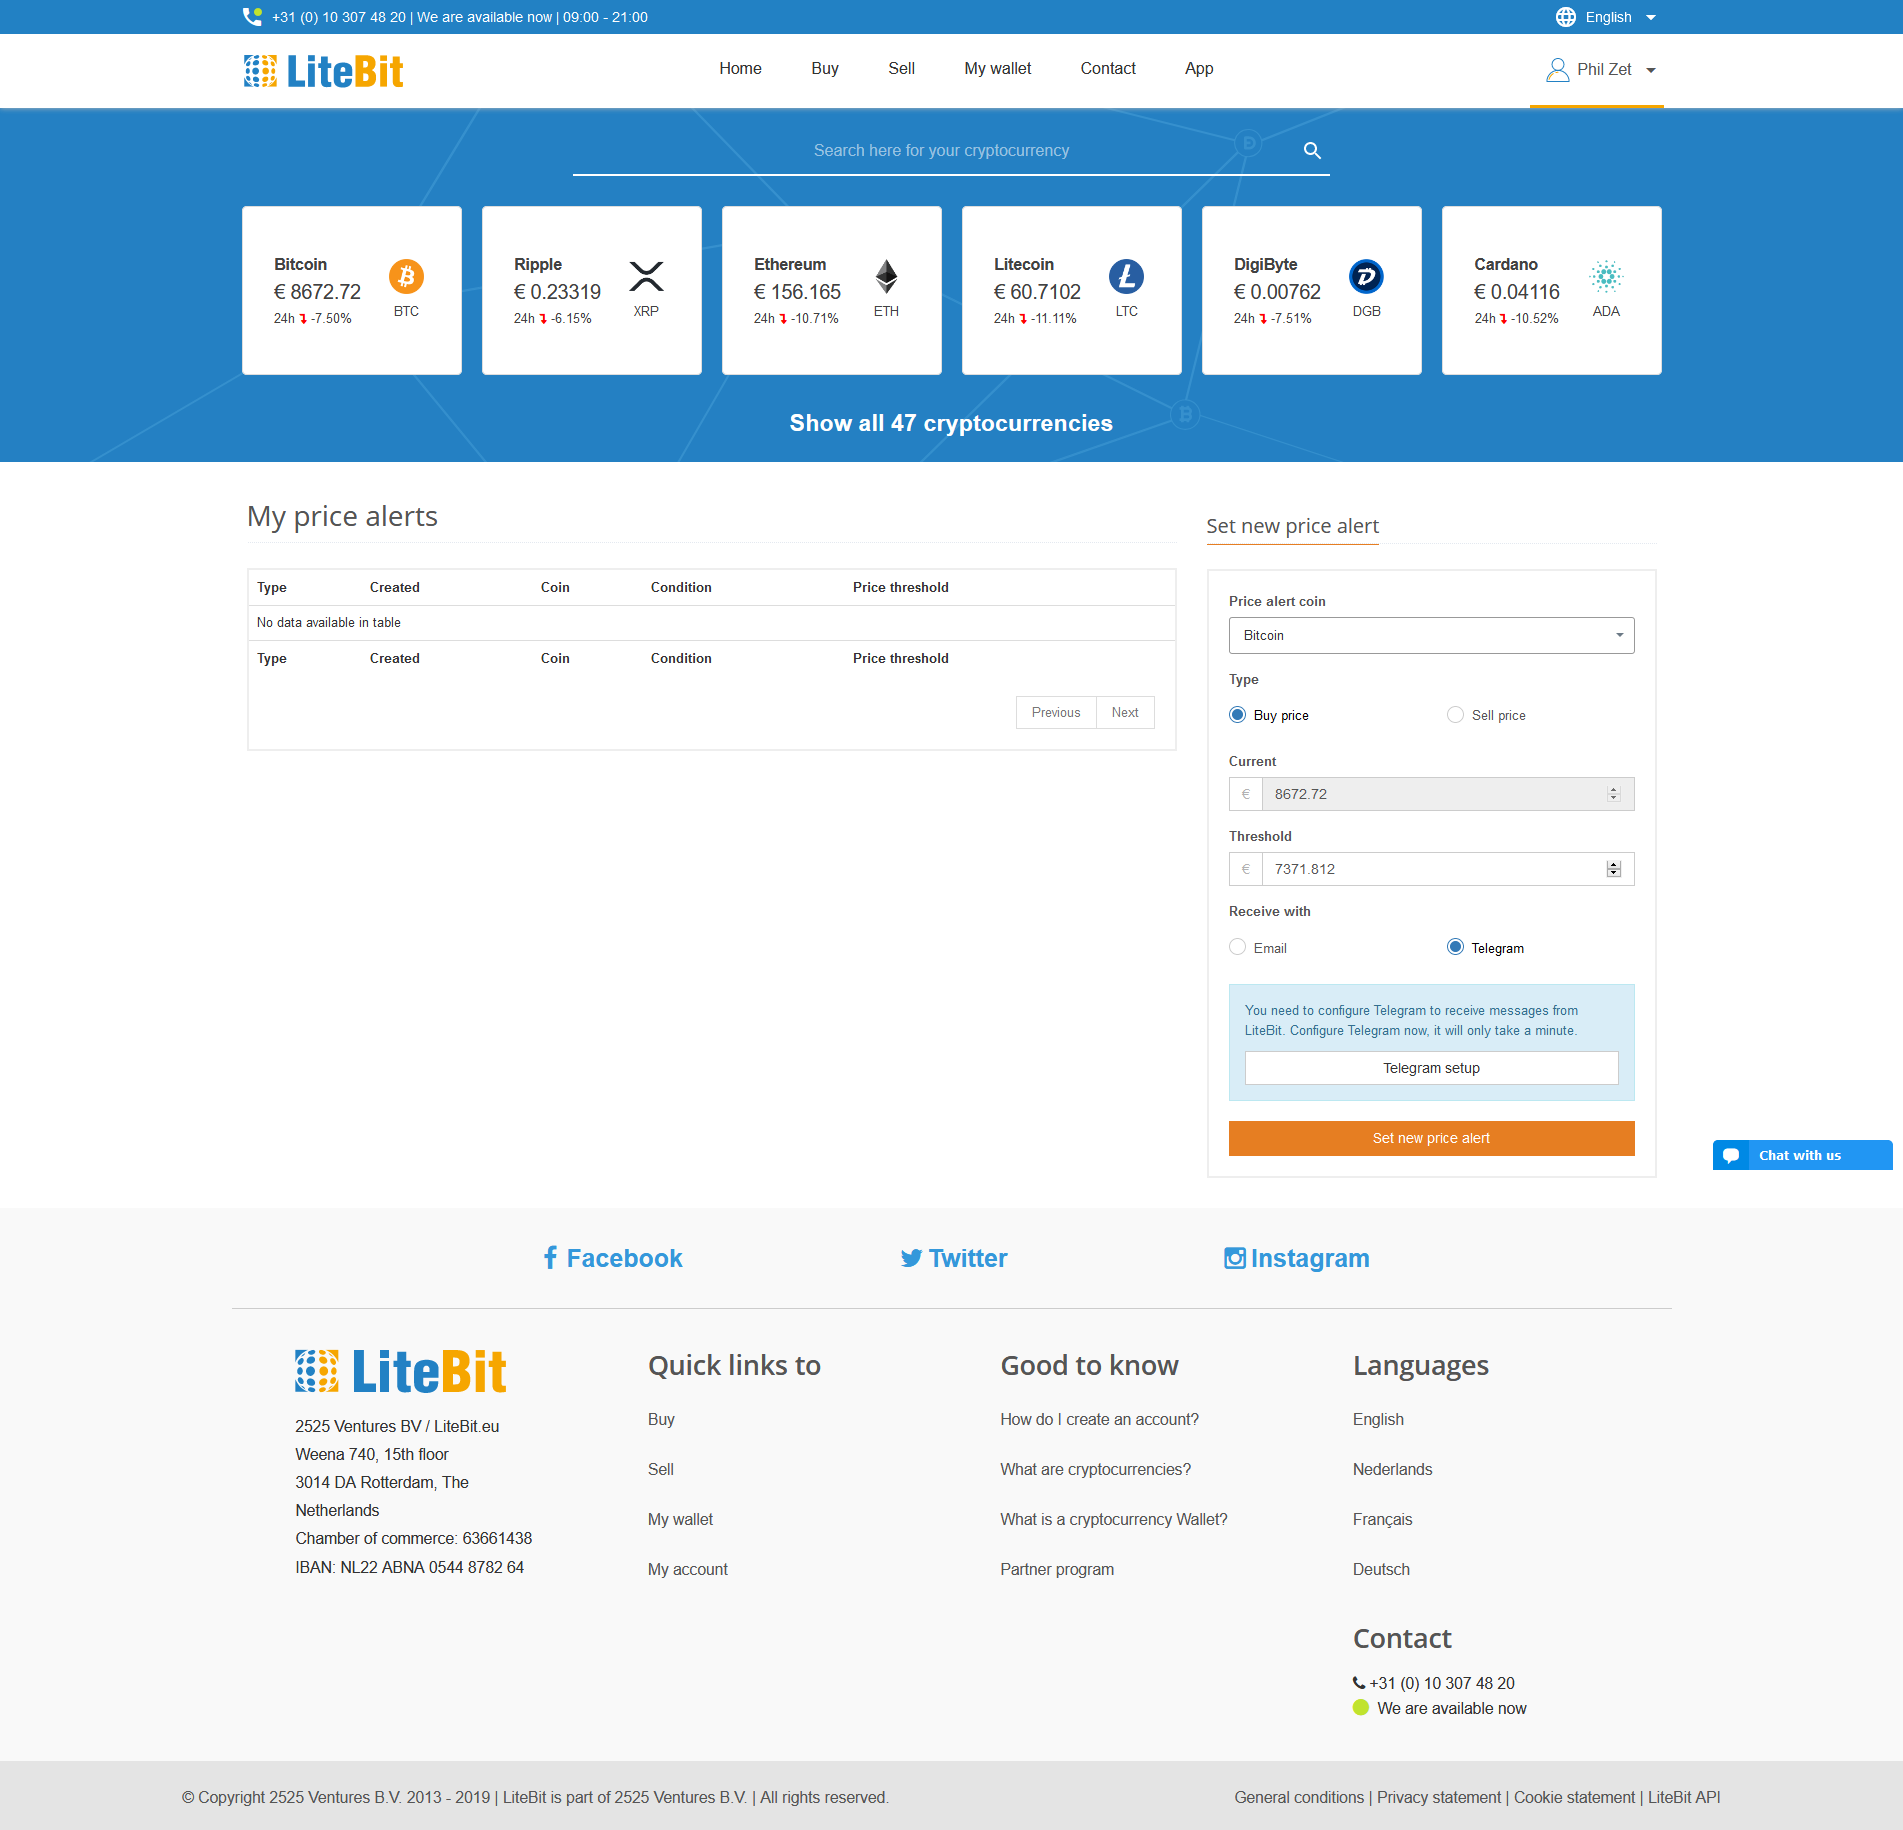 +31 (0) 10 307 48 20 | We are available now | 09:00 - 21:00
English
LiteBit
Home
Buy
Sell
My wallet
Contact
App
Phil Zet
Search here for your cryptocurrency
Bitcoin
€ 8672.72
24h -7.50%
BTC
Ripple
€ 0.23319
24h -6.15%
XRP
Ethereum
€ 156.165
24h -10.71%
ETH
Litecoin
€ 60.7102
24h -11.11%
LTC
DigiByte
€ 0.00762
24h -7.51%
DGB
Cardano
€ 0.04116
24h -10.52%
ADA
Show all 47 cryptocurrencies
My price alerts
Type Created Coin Condition Price threshold
No data available in table
Type Created Coin Condition Price threshold
Previous Next
Set new price alert
Price alert coin
Bitcoin
Type
Buy price Sell price
Current
€ 8672.72
Threshold
€ 7371.812
Receive with
Email Telegram
You need to configure Telegram to receive messages from
LiteBit. Configure Telegram now, it will only take a minute.
Telegram setup
Set new price alert
Chat with us
Facebook
Twitter
Instagram
LiteBit
2525 Ventures BV / LiteBit.eu
Weena 740, 15th floor
3014 DA Rotterdam, The
Netherlands
Chamber of commerce: 63661438
IBAN: NL22 ABNA 0544 8782 64
Quick links to
Buy
Sell
My wallet
My account
Good to know
How do I create an account?
What are cryptocurrencies?
What is a cryptocurrency Wallet?
Partner program
Languages
English
Nederlands
Français
Deutsch
Contact
+31 (0) 10 307 48 20
We are available now
© Copyright 2525 Ventures B.V. 2013 - 2019 | LiteBit is part of 2525 Ventures B.V. | All rights reserved.
General conditions | Privacy statement | Cookie statement | LiteBit API